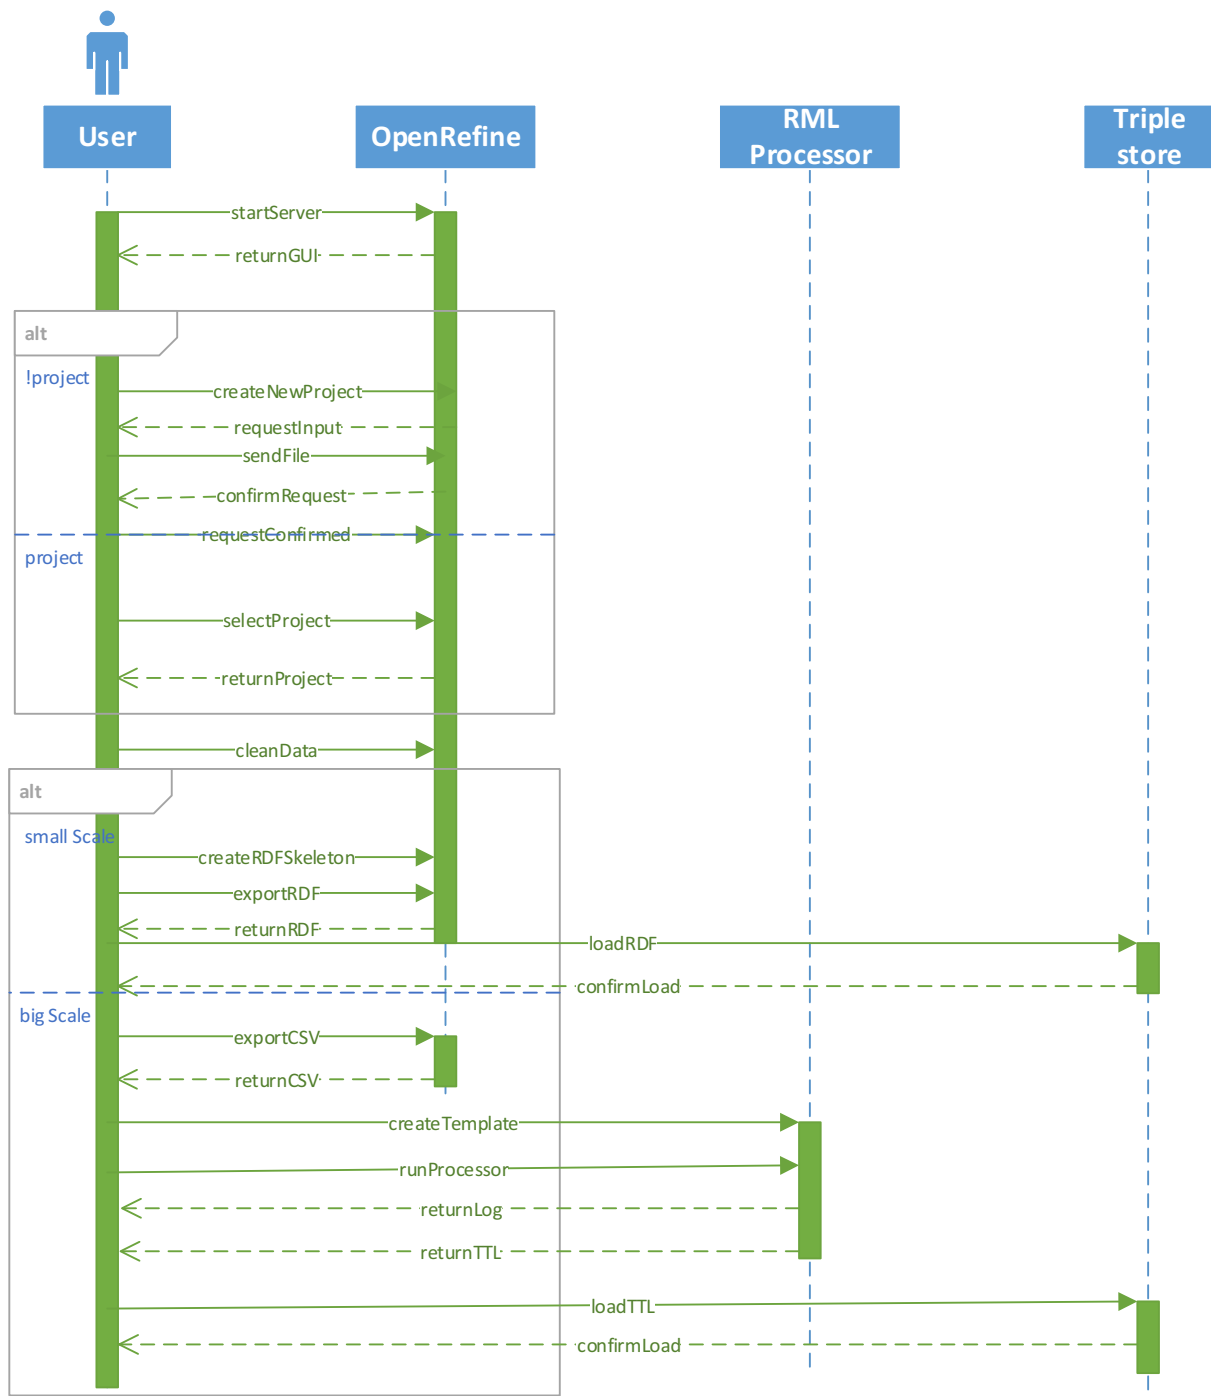 User
OpenRefine
RML
Processor
Triple
store
startServer
returnGUI
alt
!project
createNewProject
requestInput
sendFile
confirmRequest
requestConfirmed
project
selectProject
returnProject
cleanData
alt
small Scale
createRDFSkeleton
exportRDF
returnRDF
loadRDF
confirmLoad
big Scale
exportCSV
returnCSV
createTemplate
runProcessor
returnLog
returnTTL
loadTTL
confirmLoad